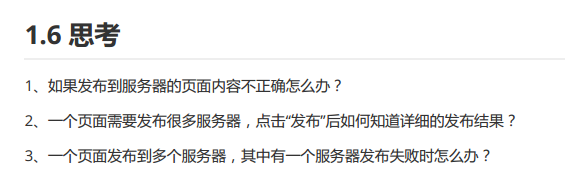 1.6 思考
1、如果发布到服务器的页面内容不正确怎么办？
2、一个页面需要发布很多服务器，点击“发布”后如何知道详细的发布结果？
3、一个页面发布到多个服务器，其中有一个服务器发布失败时怎么办？